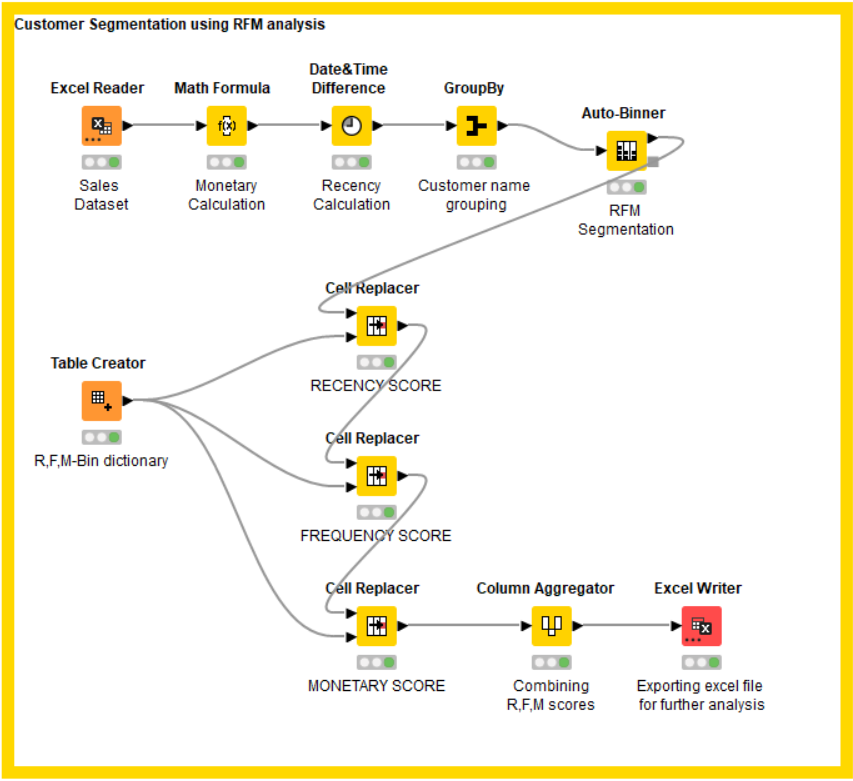 Customer Segmentation using RFM analysis
Excel Reader
Math Formula
Date&Time
Difference
GroupBy
Auto-Binner
f(x)
Sales
Dataset
Monetary
Calculation
Recency
Calculation
Customer name
grouping
RFM
Segmentation
Cell Replacer
RECENCY SCORE
Table Creator
R,F,M-Bin dictionary
Cell Replacer
FREQUENCY SCORE
Cell Replacer
MONETARY SCORE
Column Aggregator
Combining
R,F,M scores
Excel Writer
Exporting excel file
for further analysis